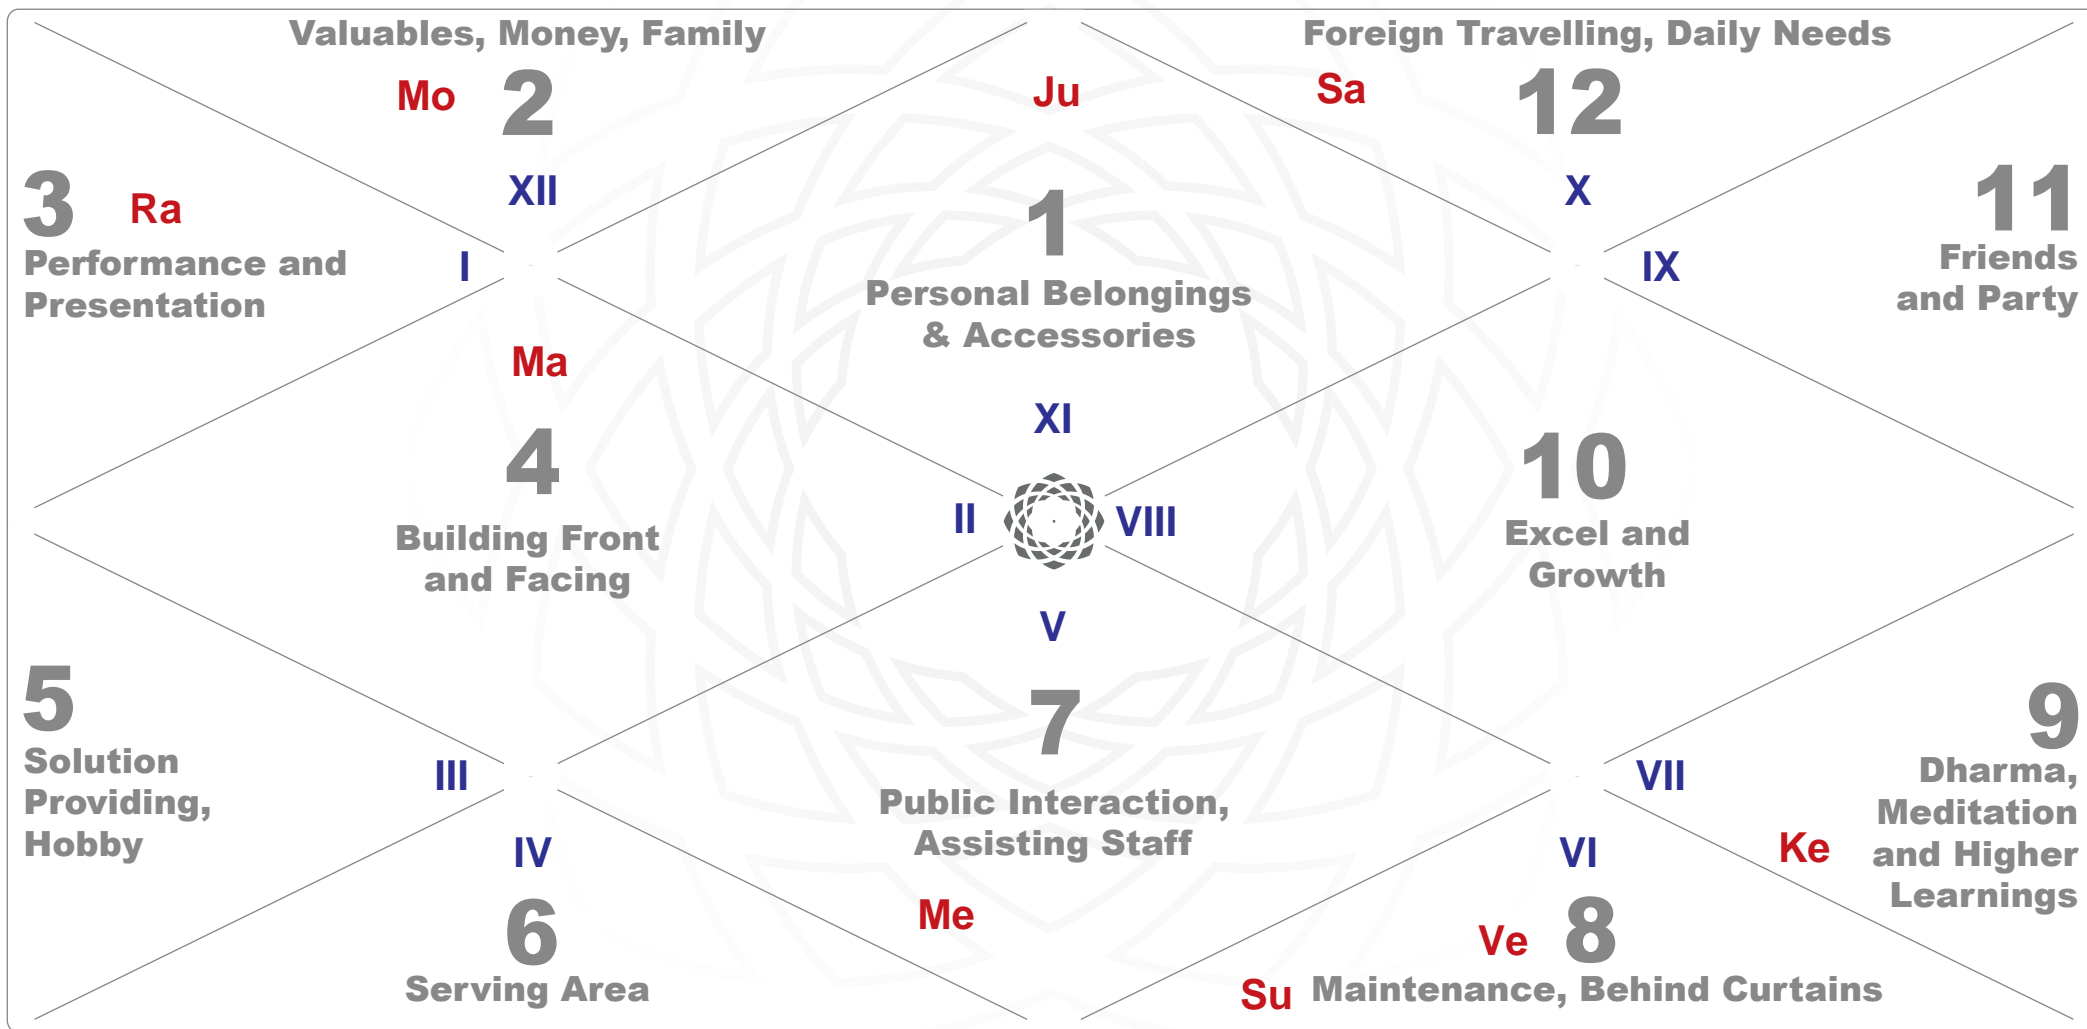 Valuables, Money, Family
Foreign Travelling, Daily Needs
Mo 2
Ju
Sa
12
XII
X
3 Ra
Performance and
Presentation
I
1
Personal Belongings
& Accessories
XI
11
Friends
and Party
IX
Ma
4
Building Front
and Facing
II
VIII
10
Excel and
Growth
V
5
Solution
Providing,
Hobby
III
7
Public Interaction,
Assisting Staff
Me
VII
9
Dharma,
Meditation
and Higher
Learnings
Ke
IV
6
Serving Area
VI
Ve 8
Su Maintenance, Behind Curtains